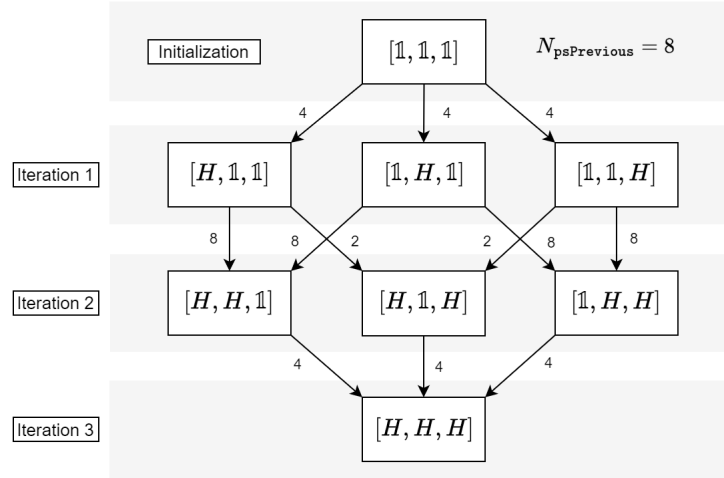 Initialization
[𝟙, 𝟙, 𝟙]
N_psPrevious = 8
4 4 4
Iteration 1
[H, 𝟙, 𝟙]
[𝟙, H, 𝟙]
[𝟙, 𝟙, H]
8 8 2 2 8 8
Iteration 2
[H, H, 𝟙]
[H, 𝟙, H]
[𝟙, H, H]
4 4 4
Iteration 3
[H, H, H]